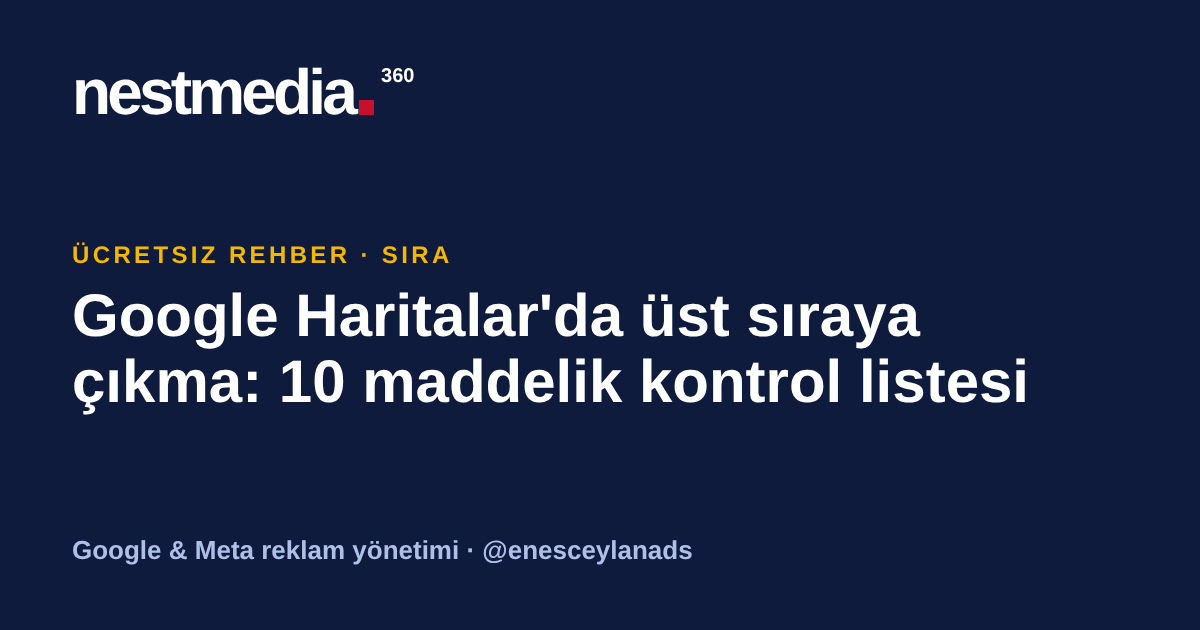 nestmedia. 360
ÜCRETSIZ REHBER · SIRA
Google Haritalar'da üst sıraya
çıkma: 10 maddelik kontrol listesi
Google & Meta reklam yönetimi · @enesceylanads